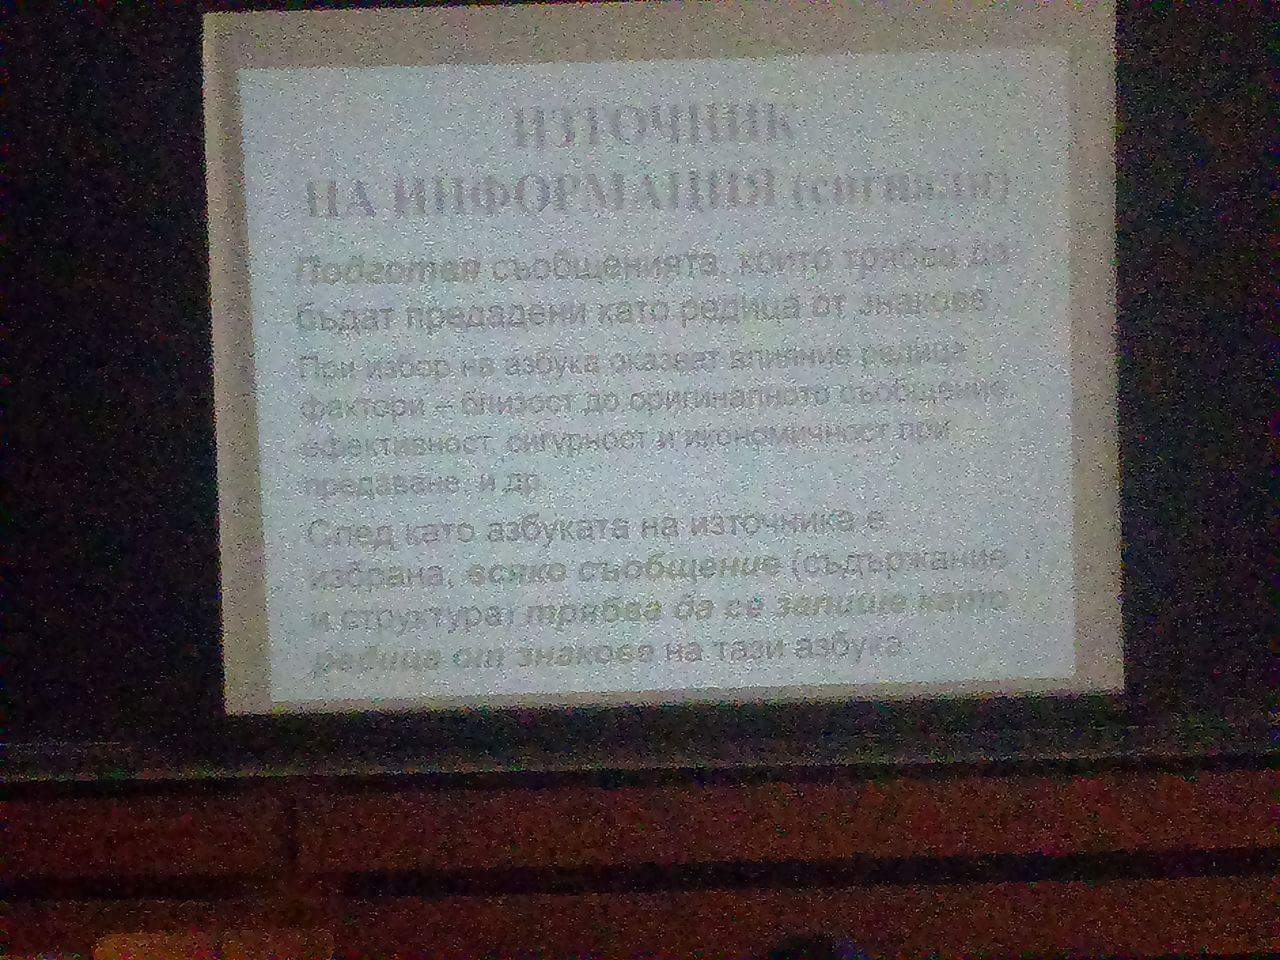 ИЗТОЧНИК
НА ИНФОРМАЦИЯ (сигнали)
Подготвя съобщенията, които трябва да
бъдат предадени като редица от знакове
При избор на азбука оказват влияние редица
фактори – близост до оригиналното съобщение,
ефективност, сигурност и икономичност при
предаване, и др.
След като азбуката на източника е
избрана, всяко съобщение (съдържание
и структура) трябва да се запише като
редица от знакове на тази азбука